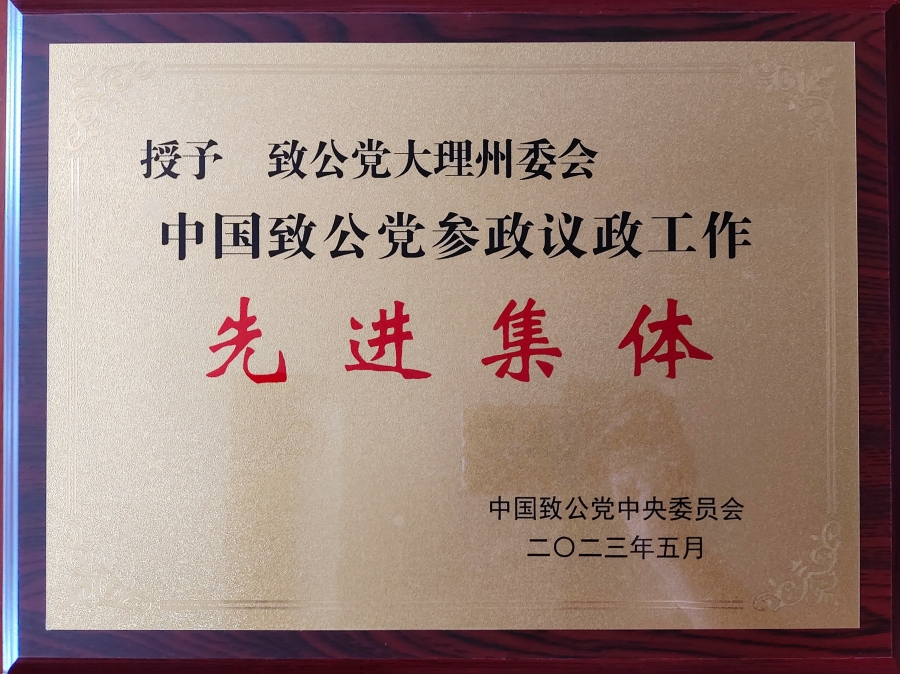 授予 致公党大理州委会
中国致公党参政议政工作
先进集体
中国致公党中央委员会
二〇二三年五月